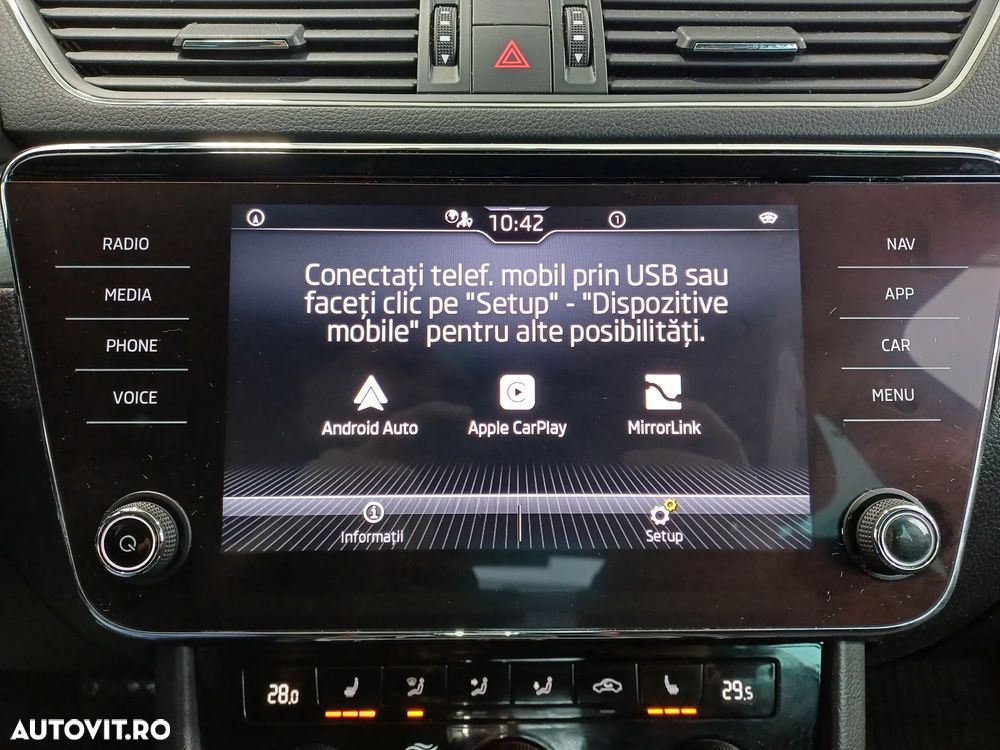 10:42
1
RADIO
MEDIA
PHONE
VOICE
Conectați telef. mobil prin USB sau
faceți clic pe "Setup" - "Dispozitive
mobile" pentru alte posibilități.
Android Auto
Apple CarPlay
MirrorLink
Informații
Setup
NAV
APP
CAR
MENU
28.0
29.5
AUTOVIT.RO